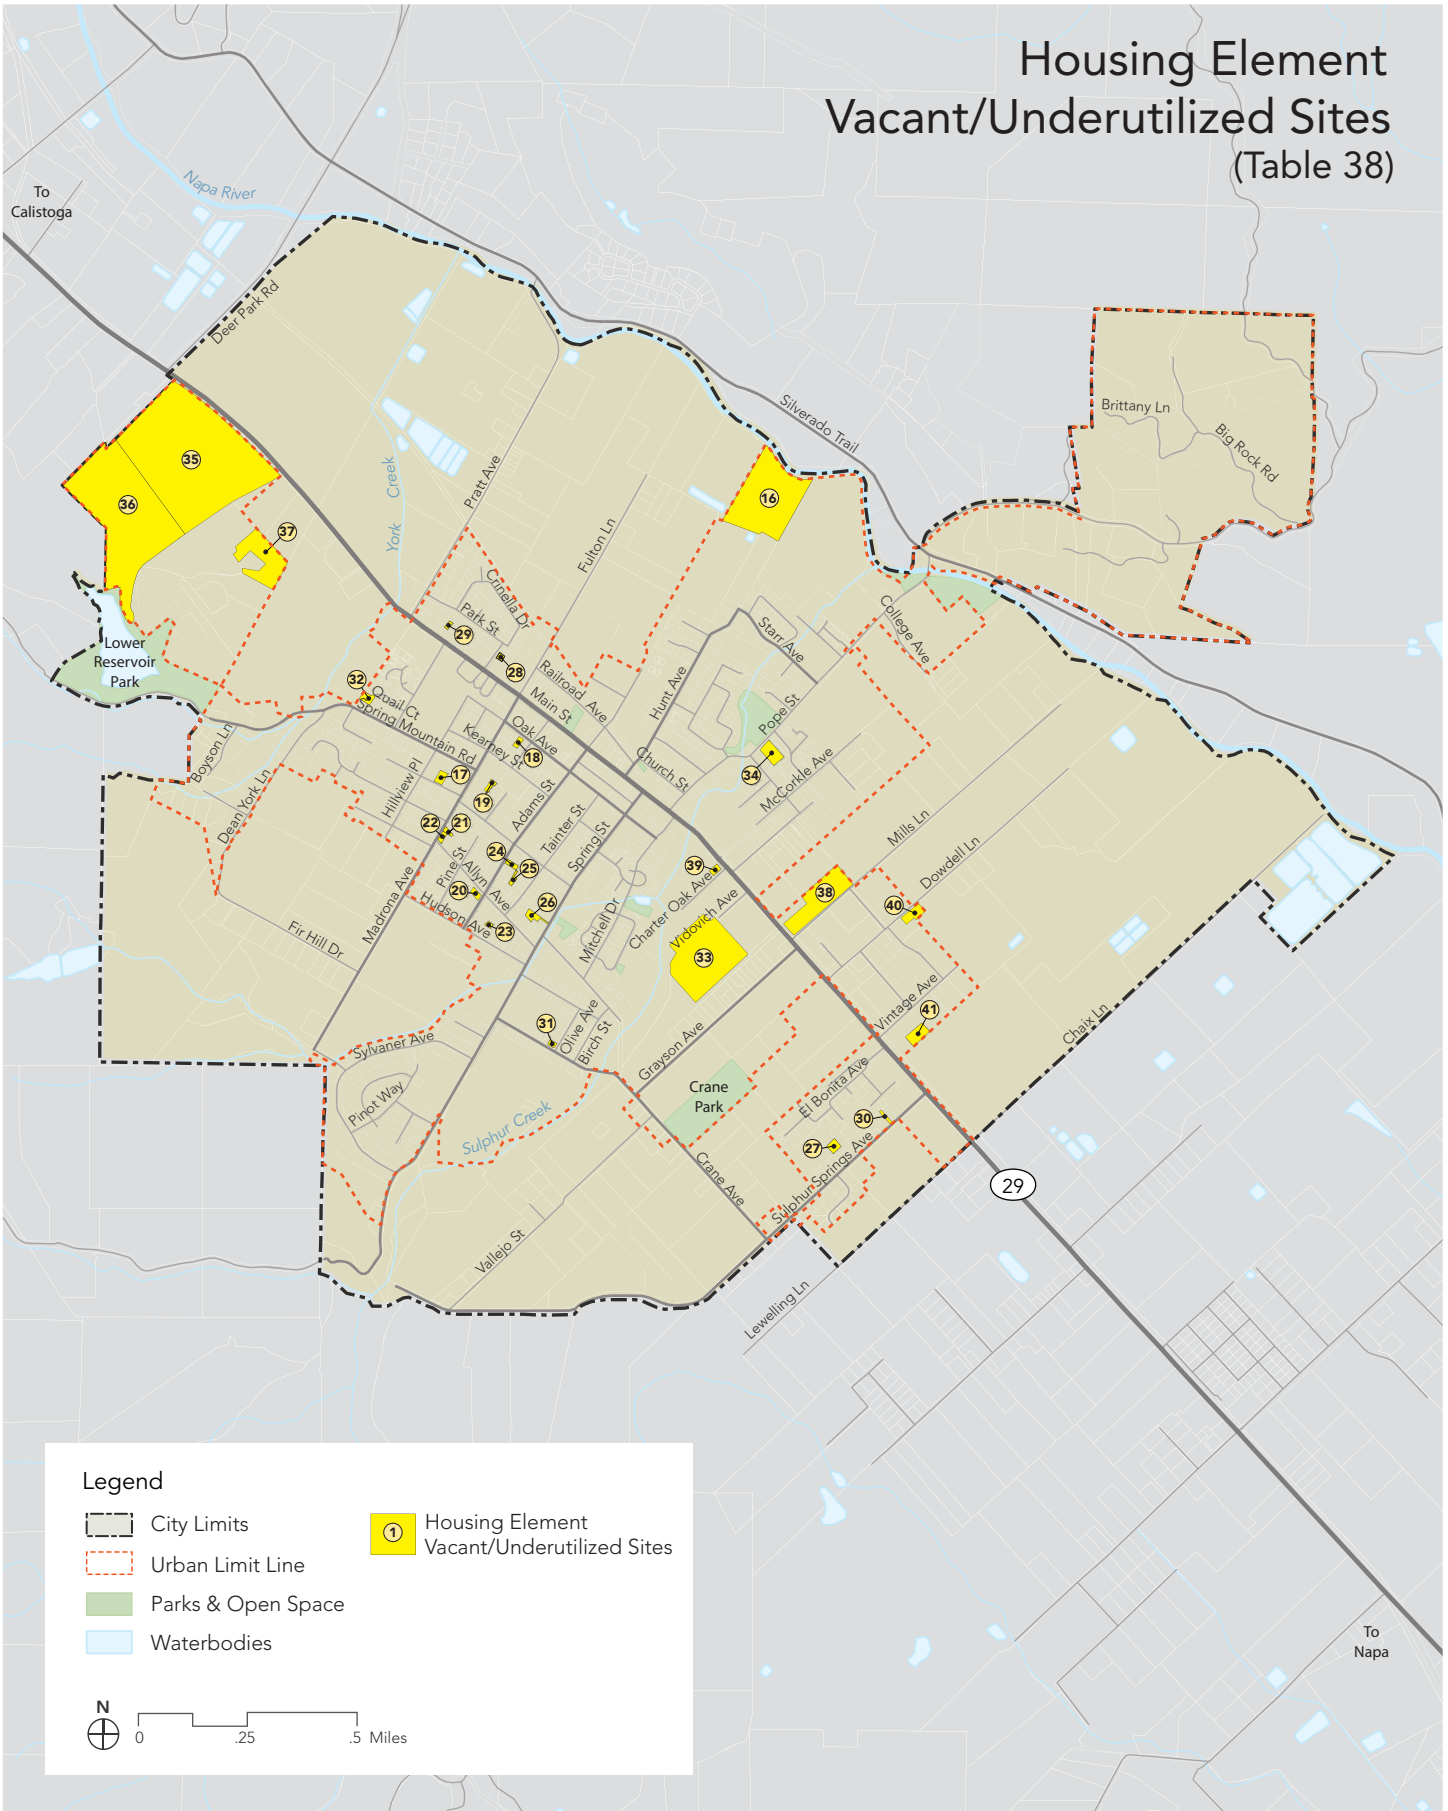 Housing Element
Vacant/Underutilized Sites
(Table 38)
To
Calistoga
Napa River
Deer Park Rd
Silverado Trail
Brittany Ln
Big Rock Rd
35
36
37
16
York Creek
Pratt Ave
Fulton Ln
Crinella Dr
Park St
29
28
College Ave
Starr Ave
Lower
Reservoir
Park
32
Quail Ct
Railroad Ave
Main St
Hunt Ave
Pope St
Spring Mountain Rd
Oak Ave
Kearney St
18
Church St
34
McCorkle Ave
Boyson Ln
17
Hillview Pl
19
Adams St
Dean York Ln
22
21
Tainter St
Spring St
Mills Ln
Dowdell Ln
24
25
Pine St
Allyn Ave
39
38
20
26
Charter Oak Ave
40
Madrona Ave
Hudson Ave
23
Vidovich Ave
Fir Hill Dr
Mitchell Dr
33
Vintage Ave
41
31
Olive Ave
Birch St
Chaix Ln
Sylvaner Ave
Grayson Ave
Crane
Park
El Bonita Ave
Pinot Way
Sulphur Creek
30
27
Sulphur Springs Ave
Crane Ave
29
Vallejo St
Lewelling Ln
Legend
City Limits
Urban Limit Line
Parks & Open Space
Waterbodies
1
Housing Element
Vacant/Underutilized Sites
N
0 .25 .5 Miles
To
Napa